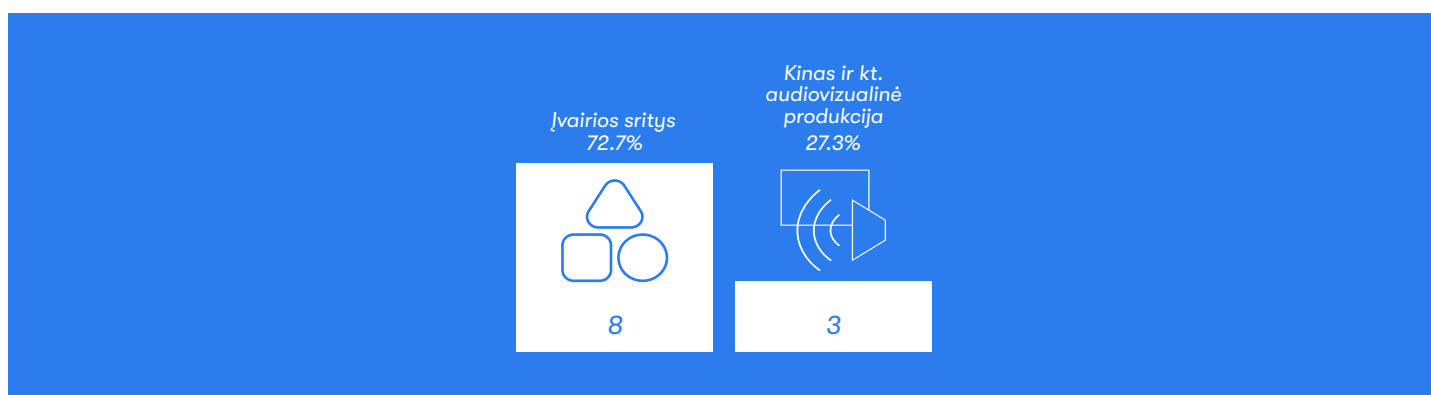 Įvairios sritys
72.7%
8
Kinas ir kt.
audiovizualinė
produkcija
27.3%
3